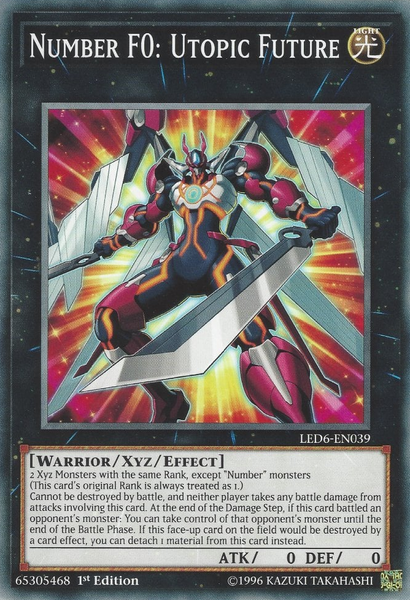 Number F0: Utopic Future
LIGHT
光
LED6-EN039
[Warrior/Xyz/Effect]
2 Xyz Monsters with the same Rank, except "Number" monsters
(This card's original Rank is always treated as 1.)
Cannot be destroyed by battle, and neither player takes any battle damage from
attacks involving this card. At the end of the Damage Step, if this card battled an
opponent's monster: You can take control of that opponent's monster until the
end of the Battle Phase. If this face-up card on the field would be destroyed by
a card effect, you can detach 1 material from this card instead.
ATK/ 0 DEF/ 0
65305468 1st Edition ©1996 KAZUKI TAKAHASHI